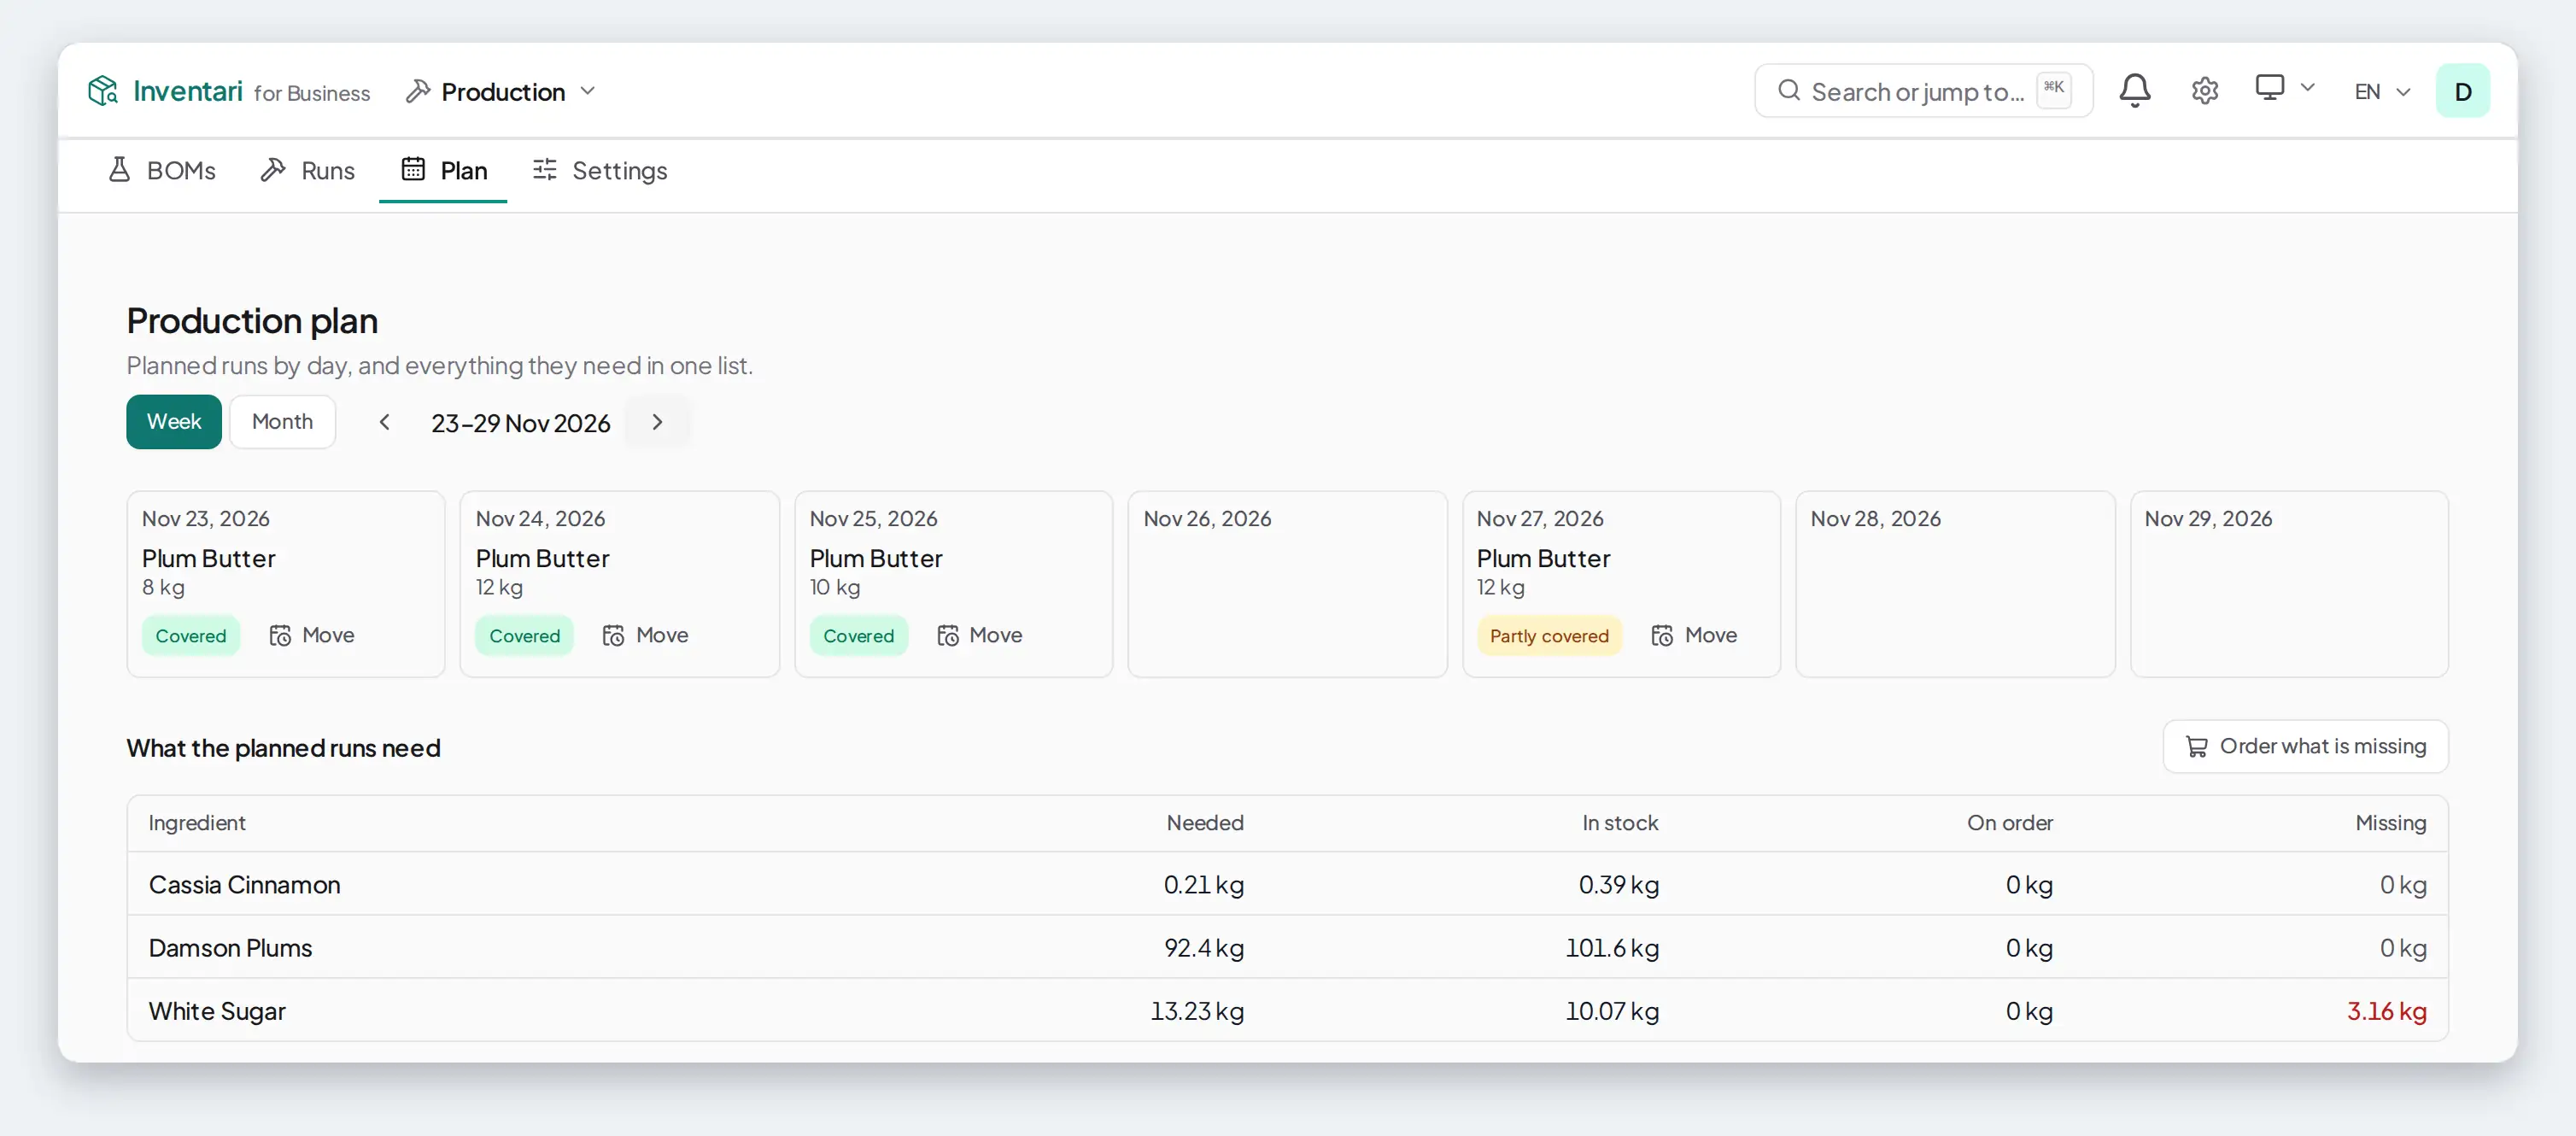 Inventari for Business Production Search or jump to... ⌘K EN D
BOMs Runs Plan Settings
Production plan
Planned runs by day, and everything they need in one list.
Week Month 23–29 Nov 2026
Nov 23, 2026
Plum Butter
8 kg
Covered Move
Nov 24, 2026
Plum Butter
12 kg
Covered Move
Nov 25, 2026
Plum Butter
10 kg
Covered Move
Nov 26, 2026
Nov 27, 2026
Plum Butter
12 kg
Partly covered Move
Nov 28, 2026
Nov 29, 2026
What the planned runs need Order what is missing
Ingredient Needed In stock On order Missing
Cassia Cinnamon 0.21 kg 0.39 kg 0 kg 0 kg
Damson Plums 92.4 kg 101.6 kg 0 kg 0 kg
White Sugar 13.23 kg 10.07 kg 0 kg 3.16 kg